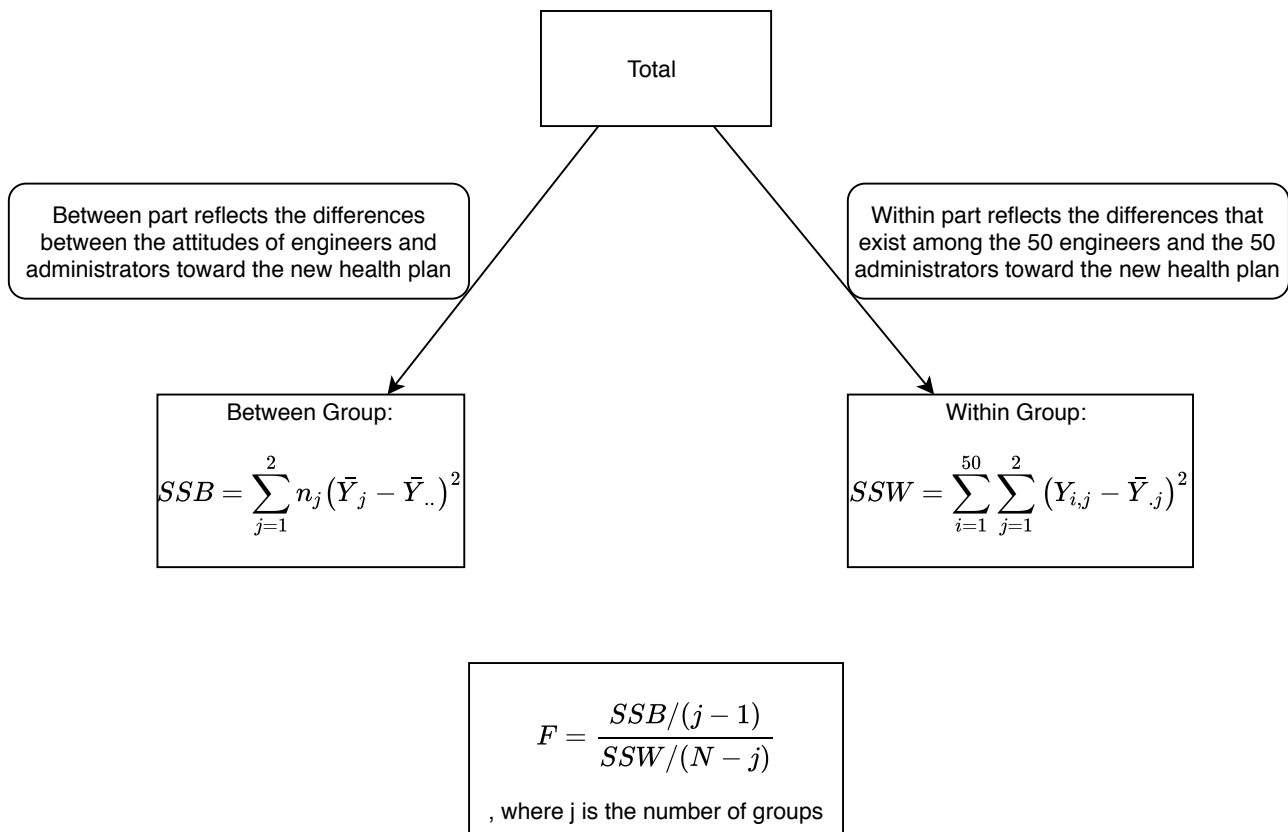 Total
Between part reflects the differences
between the attitudes of engineers and
administrators toward the new health plan
Within part reflects the differences that
exist among the 50 engineers and the 50
administrators toward the new health plan
Between Group:
$SSB = \sum_{j=1}^{2} n_j (\bar{Y}_j - \bar{Y}_{..})^2$
Within Group:
$SSW = \sum_{i=1}^{50} \sum_{j=1}^{2} (Y_{i,j} - \bar{Y}_{.j})^2$
$F = \frac{SSB/(j-1)}{SSW/(N-j)}$
, where j is the number of groups